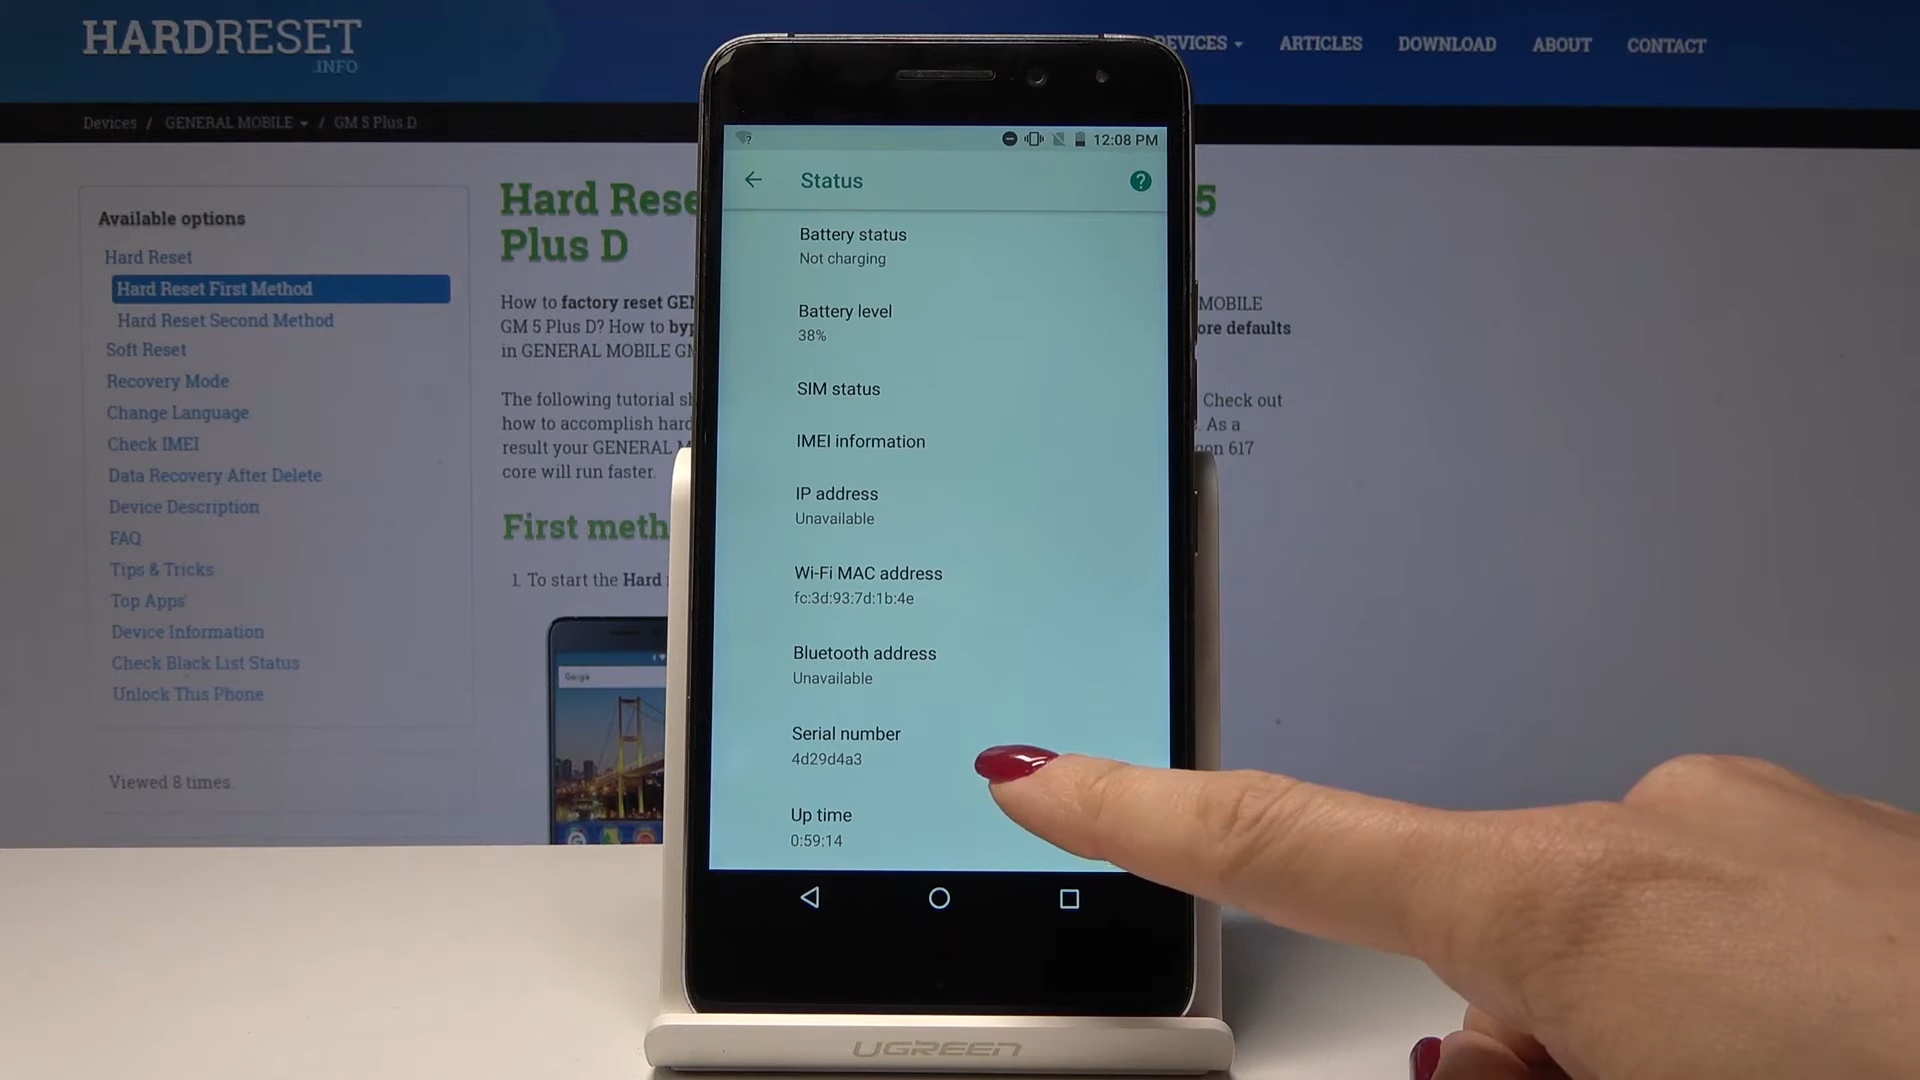 HARDRESET
.INFO
DEVICES
ARTICLES
DOWNLOAD
ABOUT
CONTACT
Devices / GENERAL MOBILE / GM 5 Plus D
Available options
Hard Reset
Hard Reset First Method
Hard Reset Second Method
Soft Reset
Recovery Mode
Change Language
Check IMEI
Data Recovery After Delete
Device Description
FAQ
Tips & Tricks
Top Apps
Device Information
Check Black List Status
Unlock This Phone
Viewed 8 times
Hard Rese 5
Plus D
How to factory reset GE MOBILE
GM 5 Plus D? How to byp ore defaults
in GENERAL MOBILE GM
The following tutorial s Check out
how to accomplish hard . As a
result your GENERAL M gon 617
core will run faster.
First meth
1. To start the Hard
Google
12:08 PM
Status
?
Battery status
Not charging
Battery level
38%
SIM status
IMEI information
IP address
Unavailable
Wi-Fi MAC address
fc:3d:93:7d:1b:4e
Bluetooth address
Unavailable
Serial number
4d29d4a3
Up time
0:59:14
UGREEN